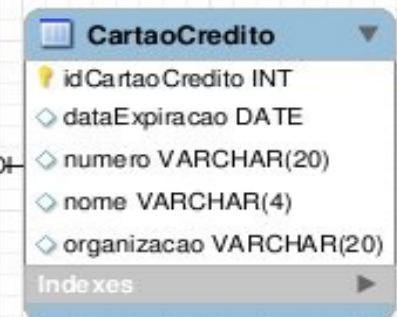 CartaoCredito
idCartaoCredito INT
dataExpiracao DATE
numero VARCHAR(20)
nome VARCHAR(4)
organizacao VARCHAR(20)
Indexes